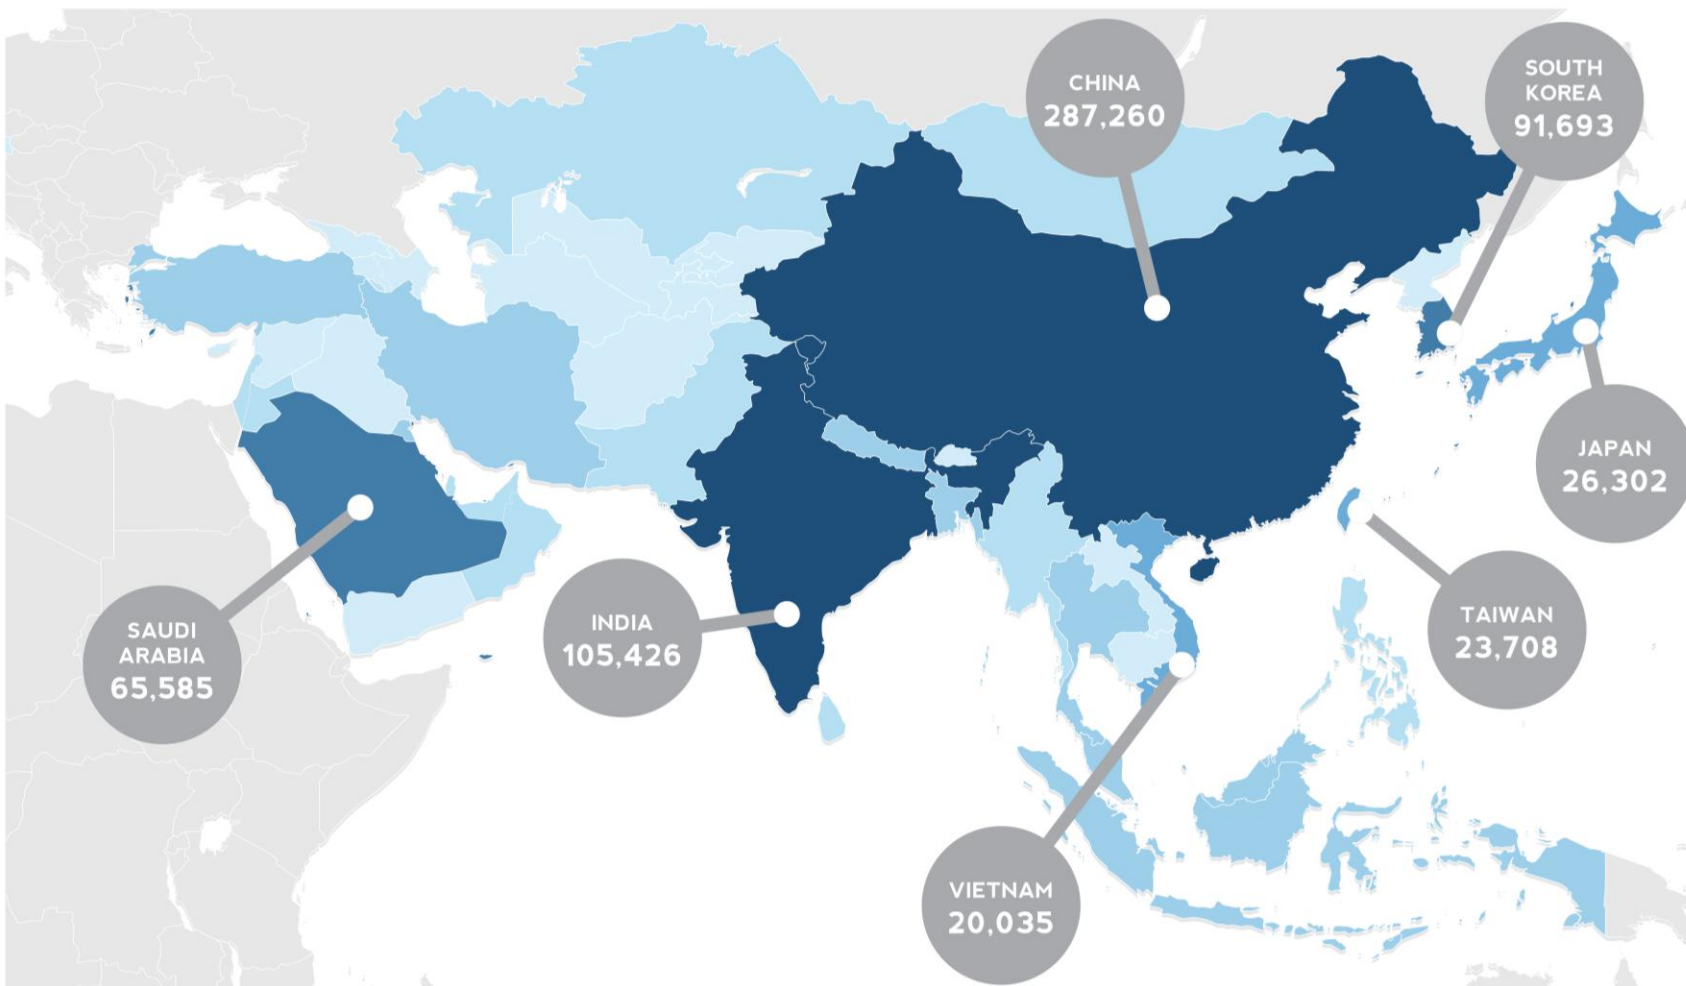 CHINA
287,260
SOUTH
KOREA
91,693
JAPAN
26,302
TAIWAN
23,708
INDIA
105,426
SAUDI
ARABIA
65,585
VIETNAM
20,035